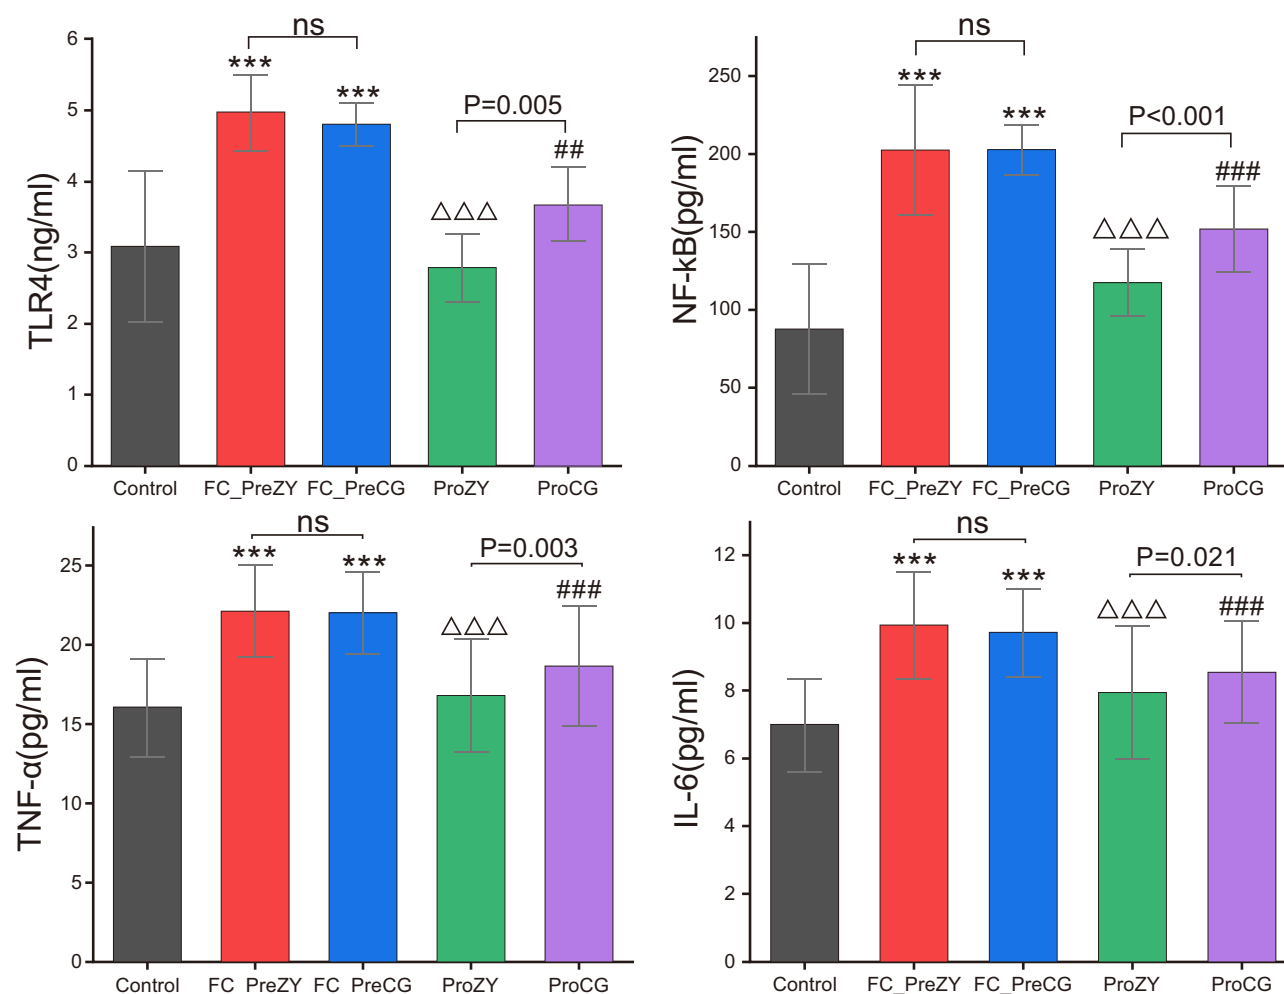 ns
6
***
***
5
P=0.005
##
4
△△△
3
2
1
0
TLR4(ng/ml)
Control FC_PreZY FC_PreCG ProZY ProCG
ns
250
***
***
P<0.001
200
###
150
△△△
100
50
0
NF-kB(pg/ml)
Control FC_PreZY FC_PreCG ProZY ProCG
ns
25
***
***
P=0.003
###
20
△△△
15
10
5
0
TNF-α(pg/ml)
Control FC_PreZY FC_PreCG ProZY ProCG
ns
12
***
***
P=0.021
10
△△△
###
8
6
4
2
0
IL-6(pg/ml)
Control FC_PreZY FC_PreCG ProZY ProCG